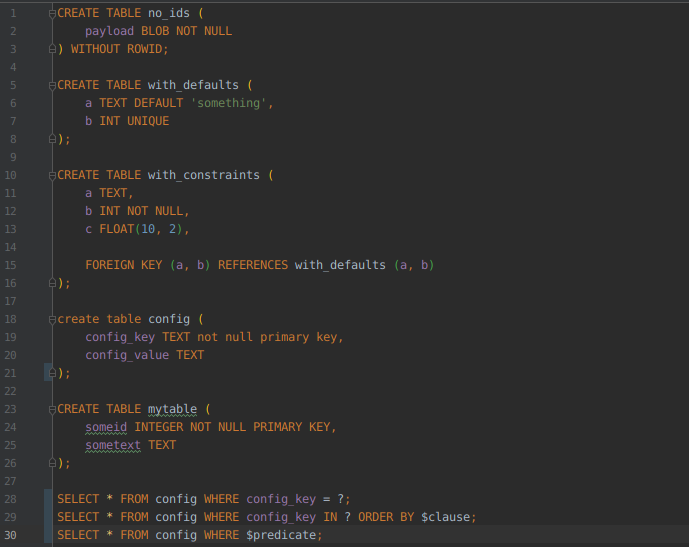 1 CREATE TABLE no_ids (
2     payload BLOB NOT NULL
3 ) WITHOUT ROWID;
4
5 CREATE TABLE with_defaults (
6     a TEXT DEFAULT 'something',
7     b INT UNIQUE
8 );
9
10 CREATE TABLE with_constraints (
11     a TEXT,
12     b INT NOT NULL,
13     c FLOAT(10, 2),
14
15     FOREIGN KEY (a, b) REFERENCES with_defaults (a, b)
16 );
17
18 create table config (
19     config_key TEXT not null primary key,
20     config_value TEXT
21 );
22
23 CREATE TABLE mytable (
24     someid INTEGER NOT NULL PRIMARY KEY,
25     sometext TEXT
26 );
27
28 SELECT * FROM config WHERE config_key = ?;
29 SELECT * FROM config WHERE config_key IN ? ORDER BY $clause;
30 SELECT * FROM config WHERE $predicate;